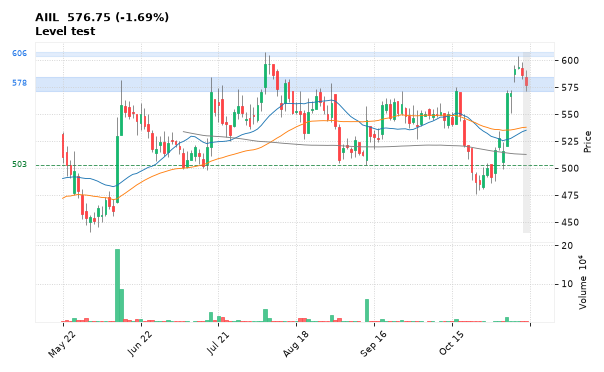 AIIL 576.75 (-1.69%)
Level test
606
578
503
600
575
550
525
500
475
450
Price
20
10
Volume 10⁴
May 22
Jun 22
Jul 21
Aug 18
Sep 16
Oct 15